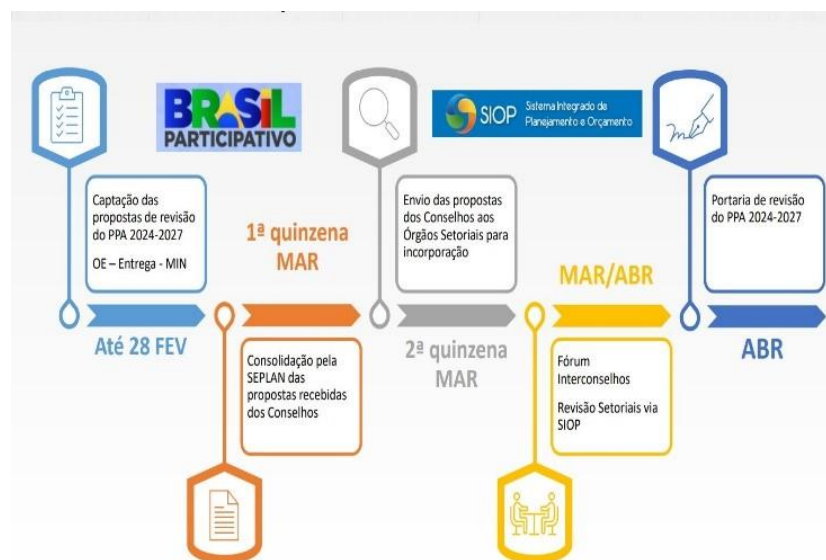 BRASIL
PARTICIPATIVO
SIOP
Sistema Integrado de
Planejamento e Orçamento
Captação das
propostas de revisão
do PPA 2024-2027
OE – Entrega - MIN
Até 28 FEV
1ª quinzena
MAR
Consolidação pela
SEPLAN das
propostas recebidas
dos Conselhos
Envio das propostas
dos Conselhos aos
Órgãos Setoriais para
incorporação
2ª quinzena
MAR
MAR/ABR
Fórum
Interconselhos
Revisão Setoriais via
SIOP
Portaria de revisão
do PPA 2024-2027
ABR